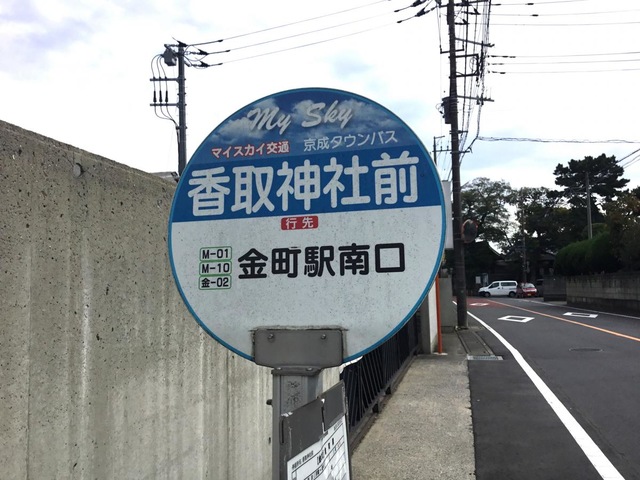 My Sky
マイスカイ交通 京成タウンバス
香取神社前
行先
M-01
M-10
金-02
金町駅南口